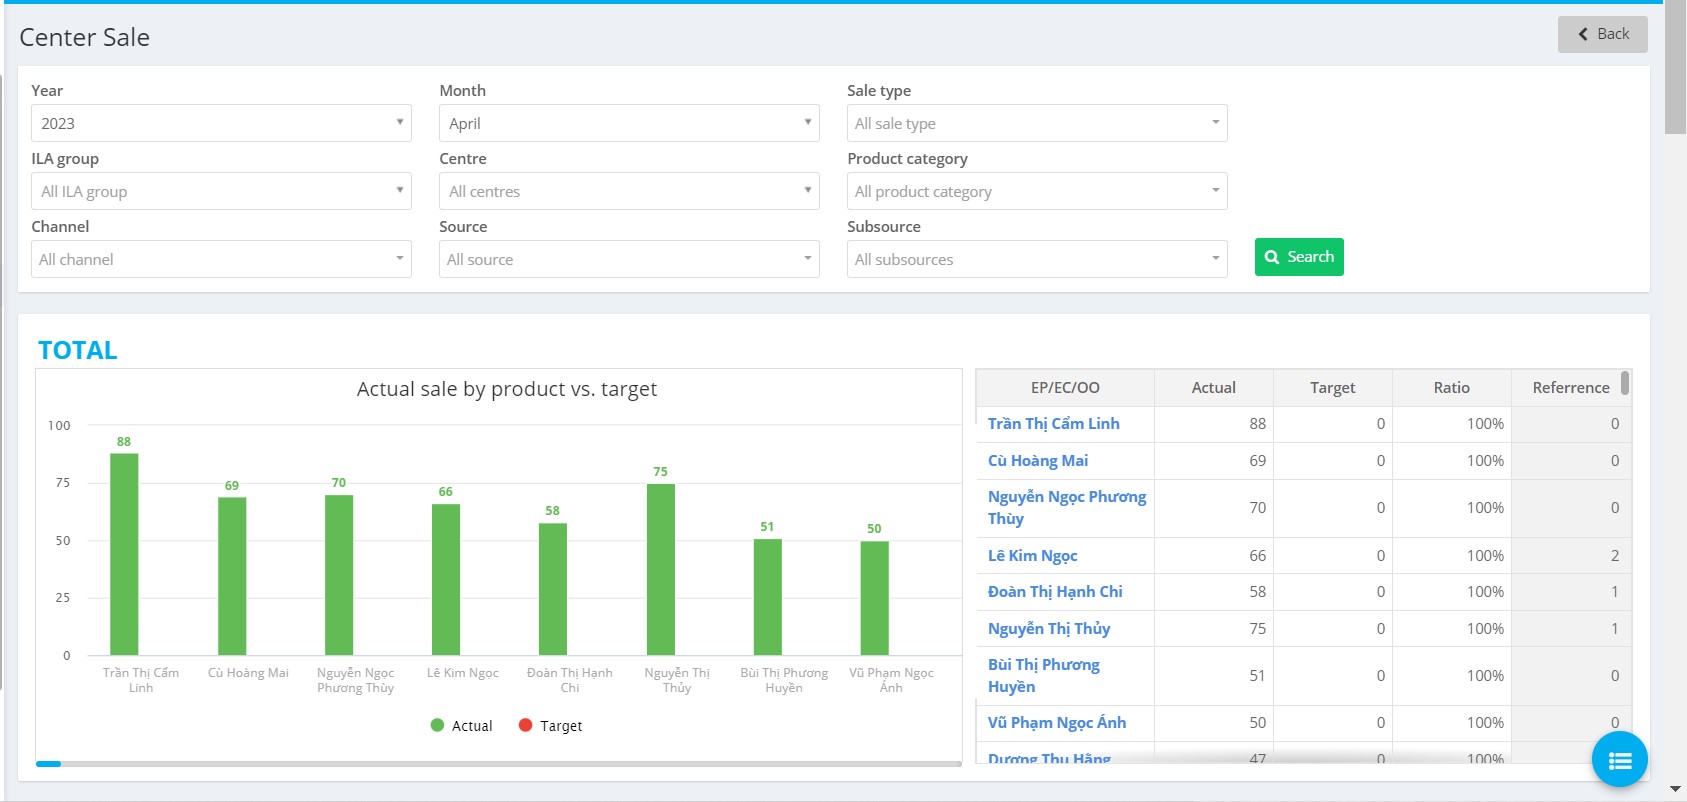 Center Sale
Back
Year
Month
Sale type
2023
April
All sale type
ILA group
Centre
Product category
All ILA group
All centres
All product category
Channel
Source
Subsource
All channel
All source
All subsources
Search
TOTAL
Actual sale by product vs. target
100
75
50
25
0
88
69
70
66
58
75
51
50
Trần Thị Cẩm
Linh
Cù Hoàng Mai
Nguyễn Ngọc
Phương Thùy
Lê Kim Ngọc
Đoàn Thị Hạnh
Chi
Nguyễn Thị
Thủy
Bùi Thị Phương
Huyền
Vũ Phạm Ngọc
Ánh
Actual
Target
EP/EC/OO Actual Target Ratio Referrence
Trần Thị Cẩm Linh 88 0 100% 0
Cù Hoàng Mai 69 0 100% 0
Nguyễn Ngọc Phương
Thùy 70 0 100% 0
Lê Kim Ngọc 66 0 100% 2
Đoàn Thị Hạnh Chi 58 0 100% 1
Nguyễn Thị Thủy 75 0 100% 1
Bùi Thị Phương
Huyền 51 0 100% 0
Vũ Phạm Ngọc Ánh 50 0 100% 0
Dương Thu Hằng 47 0 100%